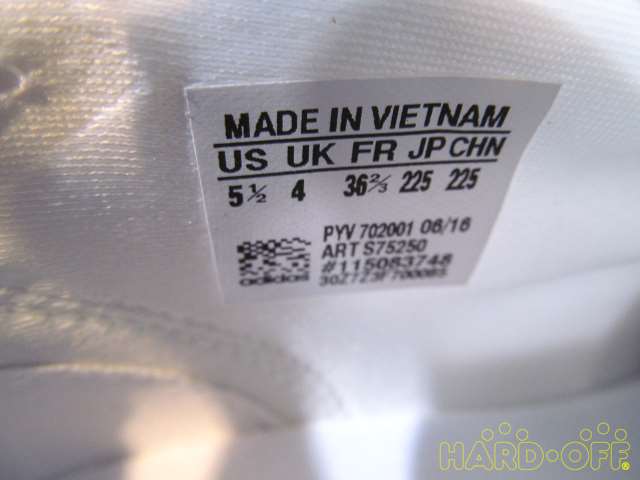 MADE IN VIETNAM
US UK FR JP CHN
5½ 4 36⅔ 225 225
PYV 702001 06/16
ART S75250
#115083748
adidas
HARD·OFF